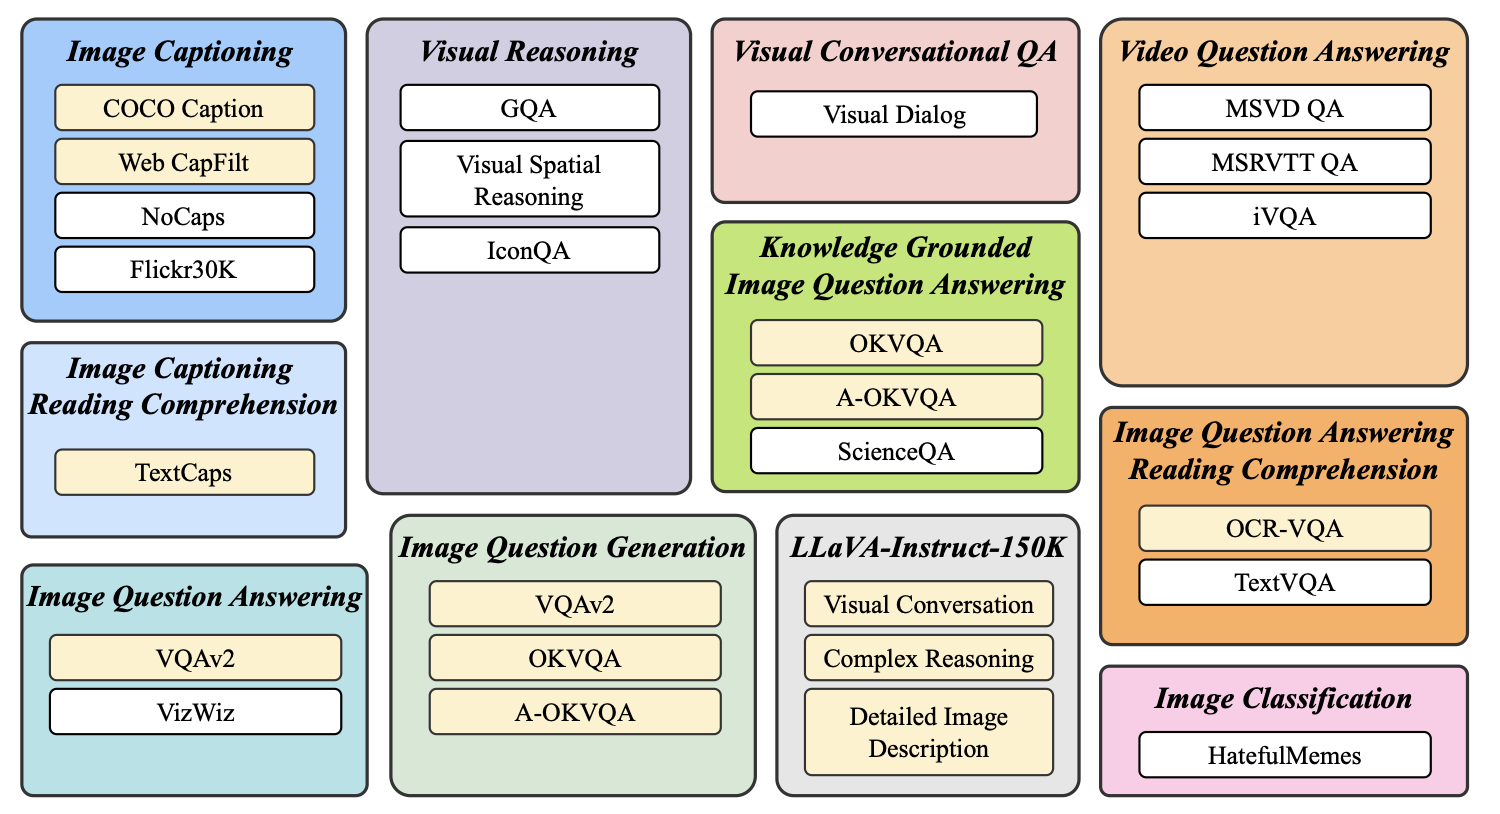 Image Captioning
COCO Caption
Web CapFilt
NoCaps
Flickr30K
Image Captioning
Reading Comprehension
TextCaps
Image Question Answering
VQAv2
VizWiz
Visual Reasoning
GQA
Visual Spatial
Reasoning
IconQA
Image Question Generation
VQAv2
OKVQA
A-OKVQA
Visual Conversational QA
Visual Dialog
Knowledge Grounded
Image Question Answering
OKVQA
A-OKVQA
ScienceQA
LLaVA-Instruct-150K
Visual Conversation
Complex Reasoning
Detailed Image
Description
Video Question Answering
MSVD QA
MSRVTT QA
iVQA
Image Question Answering
Reading Comprehension
OCR-VQA
TextVQA
Image Classification
HatefulMemes